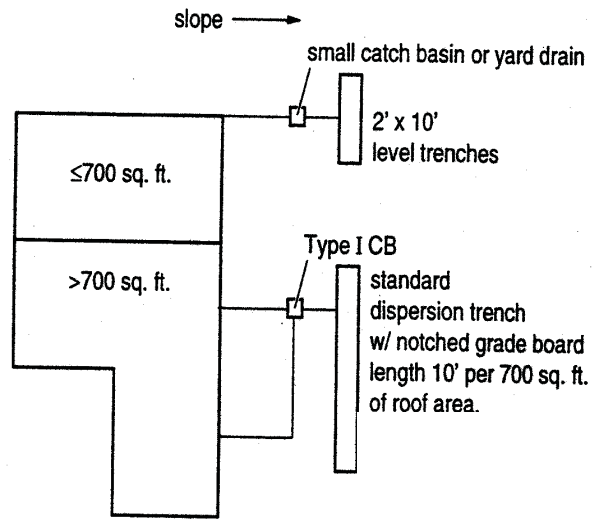 slope
small catch basin or yard drain
2' x 10'
level trenches
≤700 sq. ft.
Type I CB
>700 sq. ft.
standard
dispersion trench
w/ notched grade board
length 10' per 700 sq. ft.
of roof area.